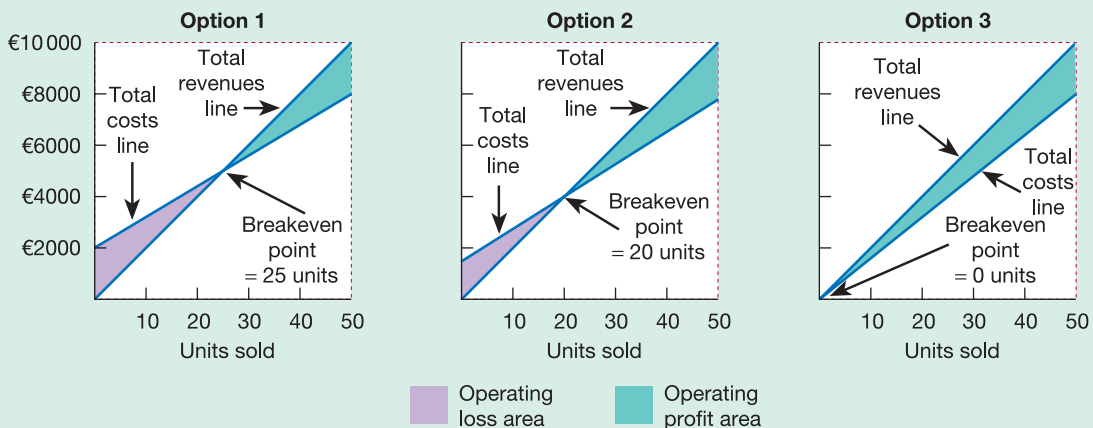 Option 1
€10 000
€8000
€6000
€4000
€2000
Total
revenues
line
Total
costs
line
Breakeven
point
= 25 units
10 20 30 40 50
Units sold
Option 2
Total
revenues
line
Total
costs
line
Breakeven
point
= 20 units
10 20 30 40 50
Units sold
Option 3
Total
revenues
line
Total
costs
line
Breakeven
point
= 0 units
10 20 30 40 50
Units sold
Operating
loss area
Operating
profit area